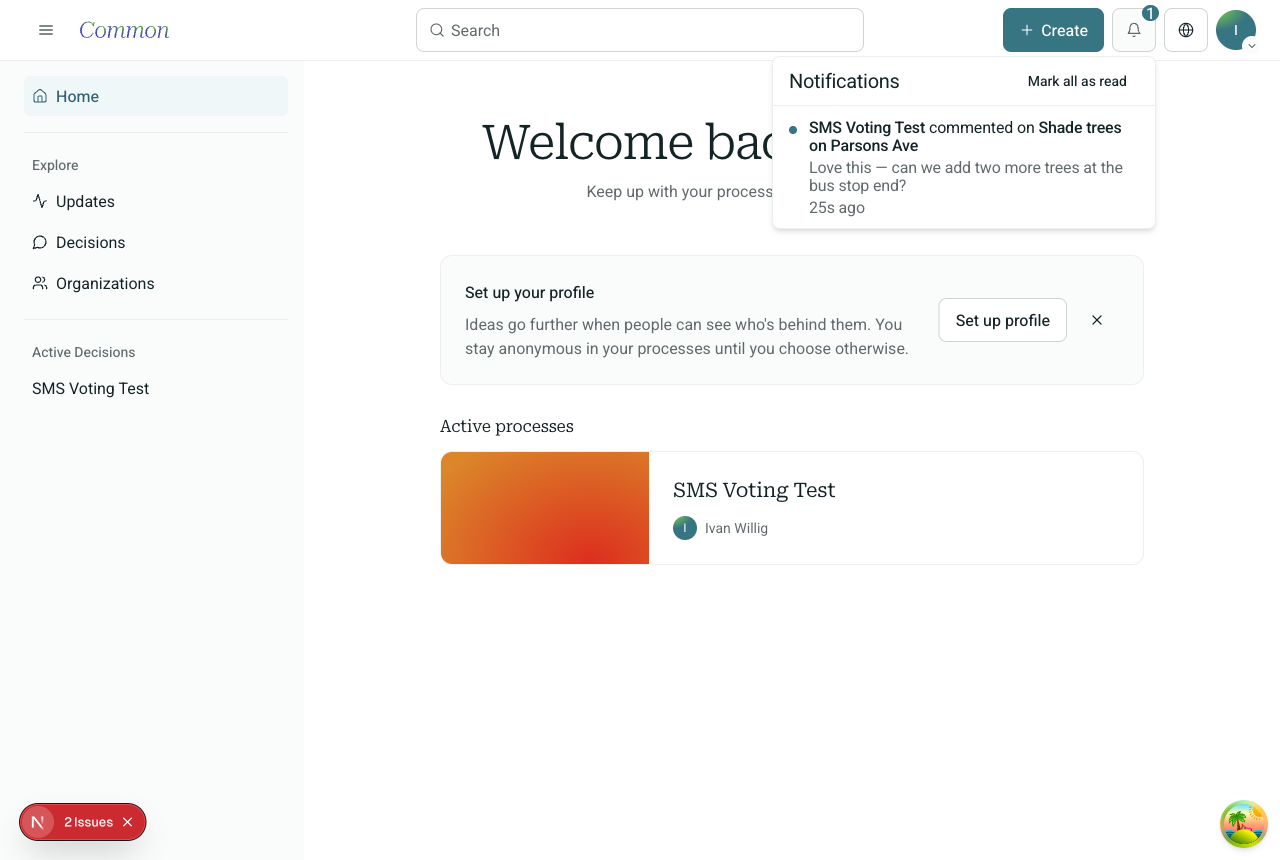 Common
Search
Create
1
I
Home
Explore
Updates
Decisions
Organizations
Active Decisions
SMS Voting Test
Notifications
Mark all as read
SMS Voting Test commented on Shade trees
on Parsons Ave
Love this — can we add two more trees at the
bus stop end?
25s ago
Welcome
Keep up with your process
Set up your profile
Ideas go further when people can see who's behind them. You
stay anonymous in your processes until you choose otherwise.
Set up profile
Active processes
SMS Voting Test
I
Ivan Willig
N
2 Issues